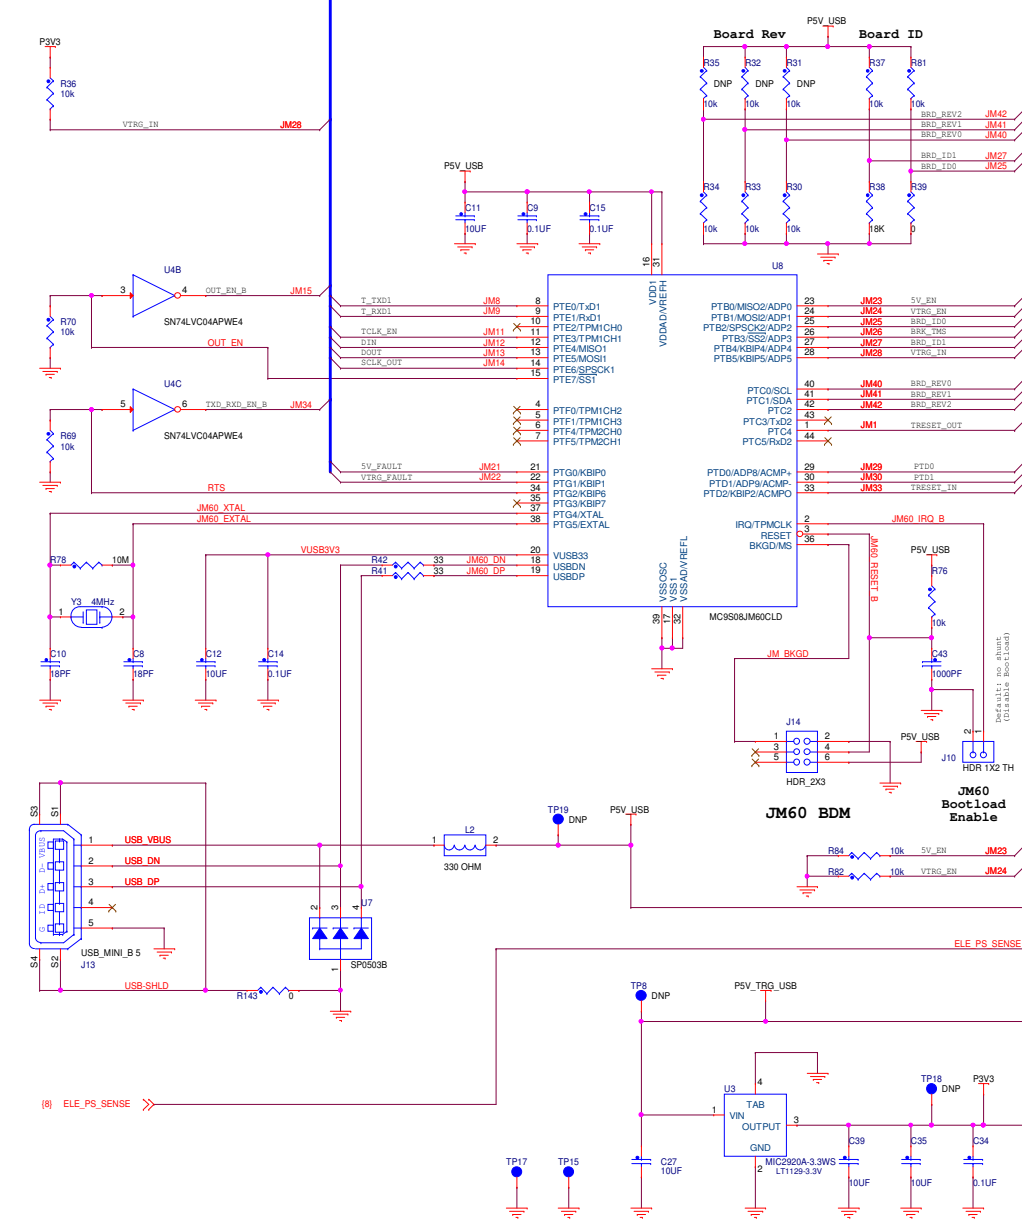 P5V_USB
Board Rev
Board ID
P3V3
R36
10k
VTRG_IN
JM28
R35
DNP
10k
R32
DNP
10k
R31
DNP
10k
R37
10k
R81
10k
BRD_REV2 JM42
BRD_REV1 JM41
BRD_REV0 JM40
BRD_ID1 JM27
BRD_ID0 JM25
R34
10k
R33
10k
R30
10k
R38
18K
R39
0
P5V_USB
C11
10UF
C9
0.1UF
C15
0.1UF
U4B
3
4
OUT_EN_B
JM15
SN74LVC04APWE4
R70
10k
OUT_EN
U4C
5
6
TXD_RXD_EN_B
JM34
SN74LVC04APWE4
R69
10k
RTS
U8
16
31
VDD1
VDDAD/VREFH
T_TXD1 JM8 8 PTE0/TxD1
T_RXD1 JM9 9 PTE1/RxD1
10 PTE2/TPM1CH0
TCLK_EN JM11 11 PTE3/TPM1CH1
DIN JM12 12 PTE4/MISO1
DOUT JM13 13 PTE5/MOSI1
SCLK_OUT JM14 14 PTE6/SPSCK1
15 PTE7/SS1
4 PTF0/TPM1CH2
5 PTF1/TPM1CH3
6 PTF4/TPM2CH0
7 PTF5/TPM2CH1
5V_FAULT JM21 21 PTG0/KBIP0
VTRG_FAULT JM22 22 PTG1/KBIP1
34 PTG2/KBIP6
35 PTG3/KBIP7
JM60_XTAL 37 PTG4/XTAL
JM60_EXTAL 38 PTG5/EXTAL
VUSB3V3 20 VUSB33
R42 33 JM60_DN 18 USBDN
R41 33 JM60_DP 19 USBDP
PTB0/MISO2/ADP0 23 JM23 5V_EN
PTB1/MOSI2/ADP1 24 JM24 VTRG_EN
PTB2/SPSCK2/ADP2 25 JM25 BRD_ID0
PTB3/SS2/ADP3 26 JM26 BRK_TMS
PTB4/KBIP4/ADP4 27 JM27 BRD_ID1
PTB5/KBIP5/ADP5 28 JM28 VTRG_IN
PTC0/SCL 40 JM40 BRD_REV0
PTC1/SDA 41 JM41 BRD_REV1
PTC2 42 JM42 BRD_REV2
PTC3/TxD2 43
PTC4 1 JM1 TRESET_OUT
PTC5/RxD2 44
PTD0/ADP8/ACMP+ 29 JM29 PTD0
PTD1/ADP9/ACMP- 30 JM30 PTD1
PTD2/KBIP2/ACMPO 33 JM33 TRESET_IN
IRQ/TPMCLK 2 JM60_IRQ_B
RESET 3
BKGD/MS 36
JM60_RESET_B
VSSOSC
VSS1
VSSAD/VREFL
39
17
32
MC9S08JM60CLD
R78
10M
Y3
4MHz
1
2
C10
18PF
C8
18PF
C12
10UF
C14
0.1UF
P5V_USB
R76
10k
C43
1000PF
JM_BKGD
J14
1
2
3
4
5
6
HDR_2X3
P5V_USB
JM60 BDM
Default: no shunt
(Disable Bootload)
2
1
J10
HDR 1X2 TH
JM60
Bootload
Enable
S3
S1
VBUS
D-
D+
ID
G
1 USB_VBUS
2 USB_DN
3 USB_DP
4
5
S4
S2
USB_MINI_B 5
J13
USB-SHLD
R143
0
1
L2
2
330 OHM
TP19
DNP
P5V_USB
2
3
4
U7
1
SP0503B
R84 10k 5V_EN JM23
R82 10k VTRG_EN JM24
ELE_PS_SENSE
{8} ELE_PS_SENSE
TP8
DNP
P5V_TRG_USB
U3
4
TAB
1
VIN
OUTPUT
3
GND
2
MIC2920A-3.3WS
LT1129-3.3V
TP18
DNP
P3V3
TP17
TP15
C27
10UF
C39
10UF
C35
10UF
C34
0.1UF